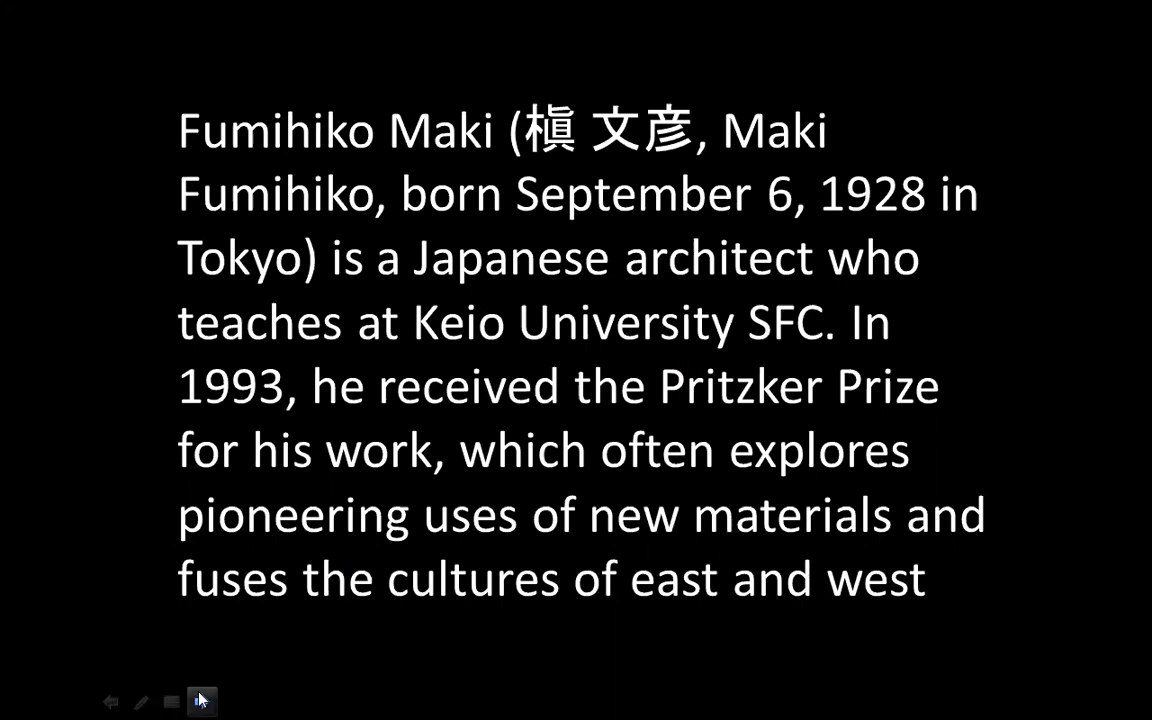 Fumihiko Maki (槇 文彦, Maki
Fumihiko, born September 6, 1928 in
Tokyo) is a Japanese architect who
teaches at Keio University SFC. In
1993, he received the Pritzker Prize
for his work, which often explores
pioneering uses of new materials and
fuses the cultures of east and west